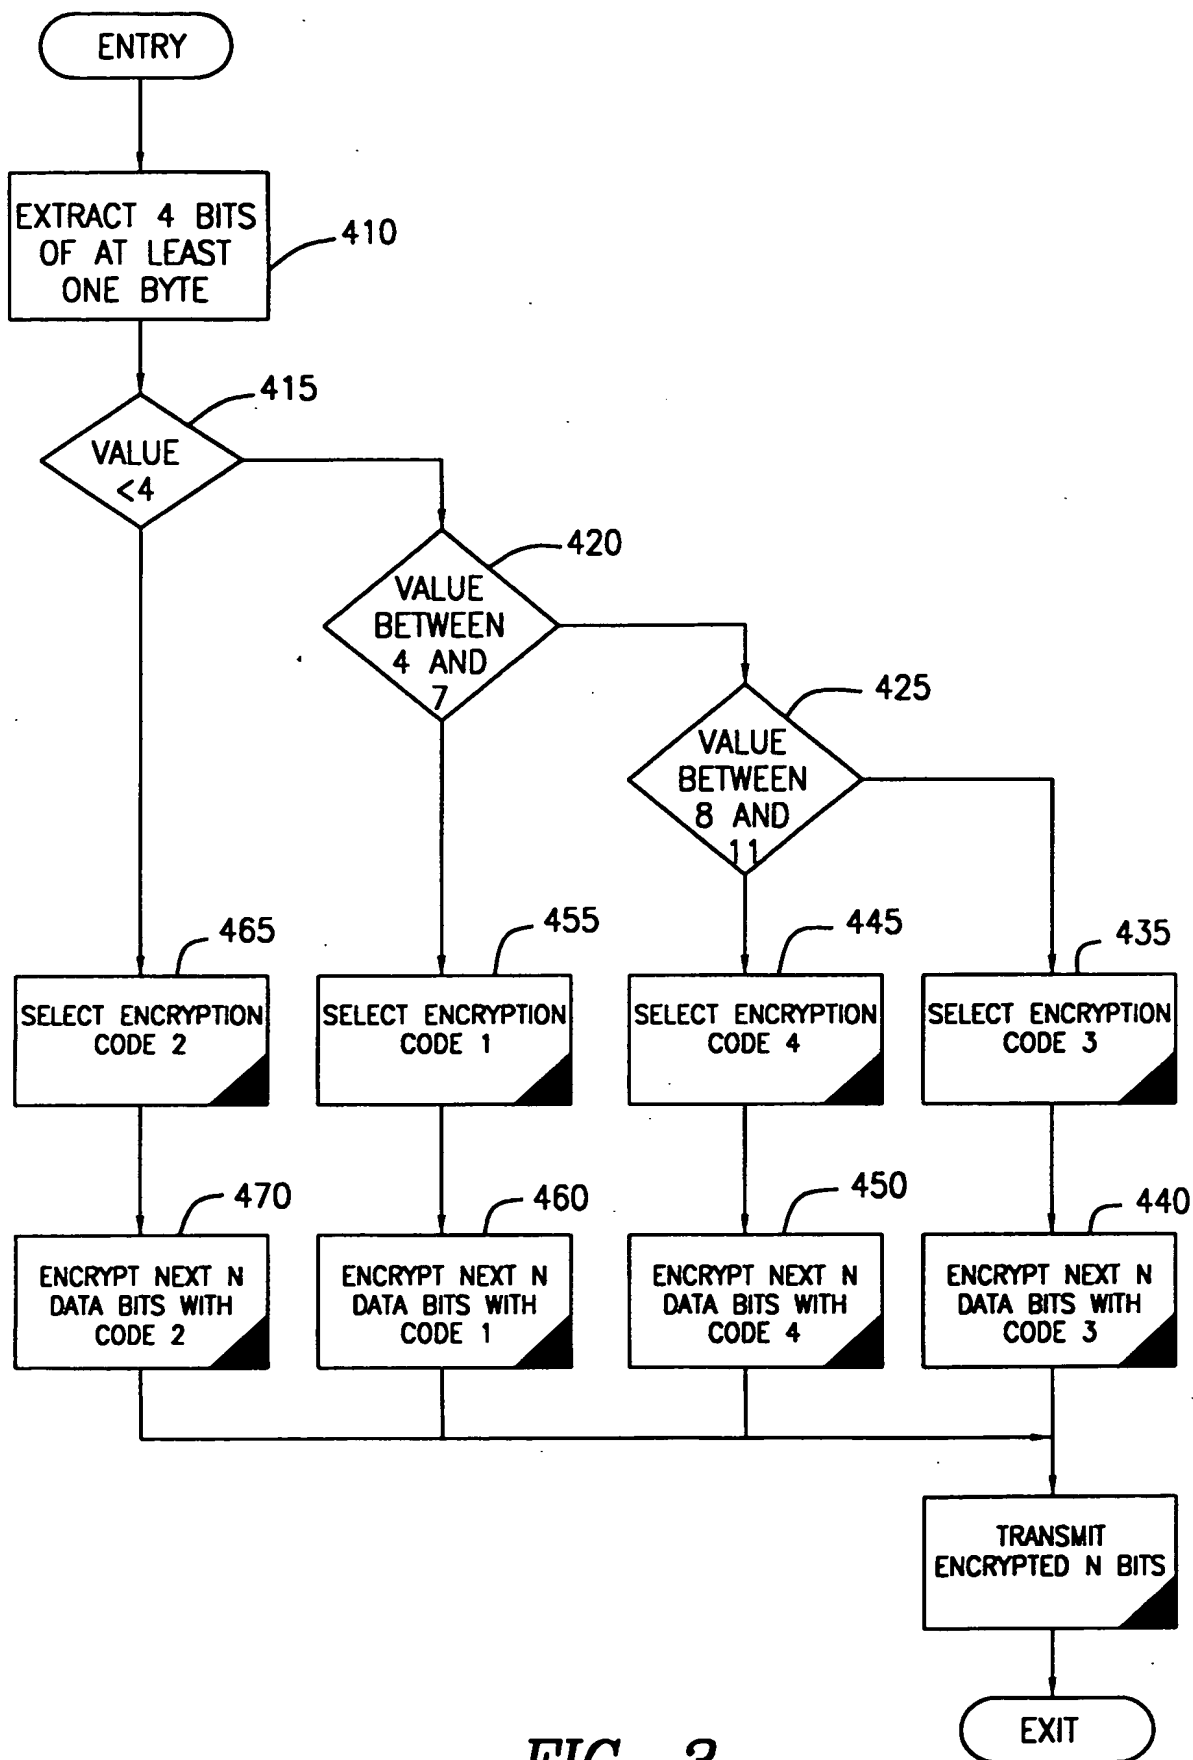 ENTRY
EXTRACT 4 BITS
OF AT LEAST
ONE BYTE
410
VALUE
<4
415
VALUE
BETWEEN
4 AND
7
420
VALUE
BETWEEN
8 AND
11
425
465
SELECT ENCRYPTION
CODE 2
455
SELECT ENCRYPTION
CODE 1
445
SELECT ENCRYPTION
CODE 4
435
SELECT ENCRYPTION
CODE 3
470
ENCRYPT NEXT N
DATA BITS WITH
CODE 2
460
ENCRYPT NEXT N
DATA BITS WITH
CODE 1
450
ENCRYPT NEXT N
DATA BITS WITH
CODE 4
440
ENCRYPT NEXT N
DATA BITS WITH
CODE 3
TRANSMIT
ENCRYPTED N BITS
EXIT
FIG.